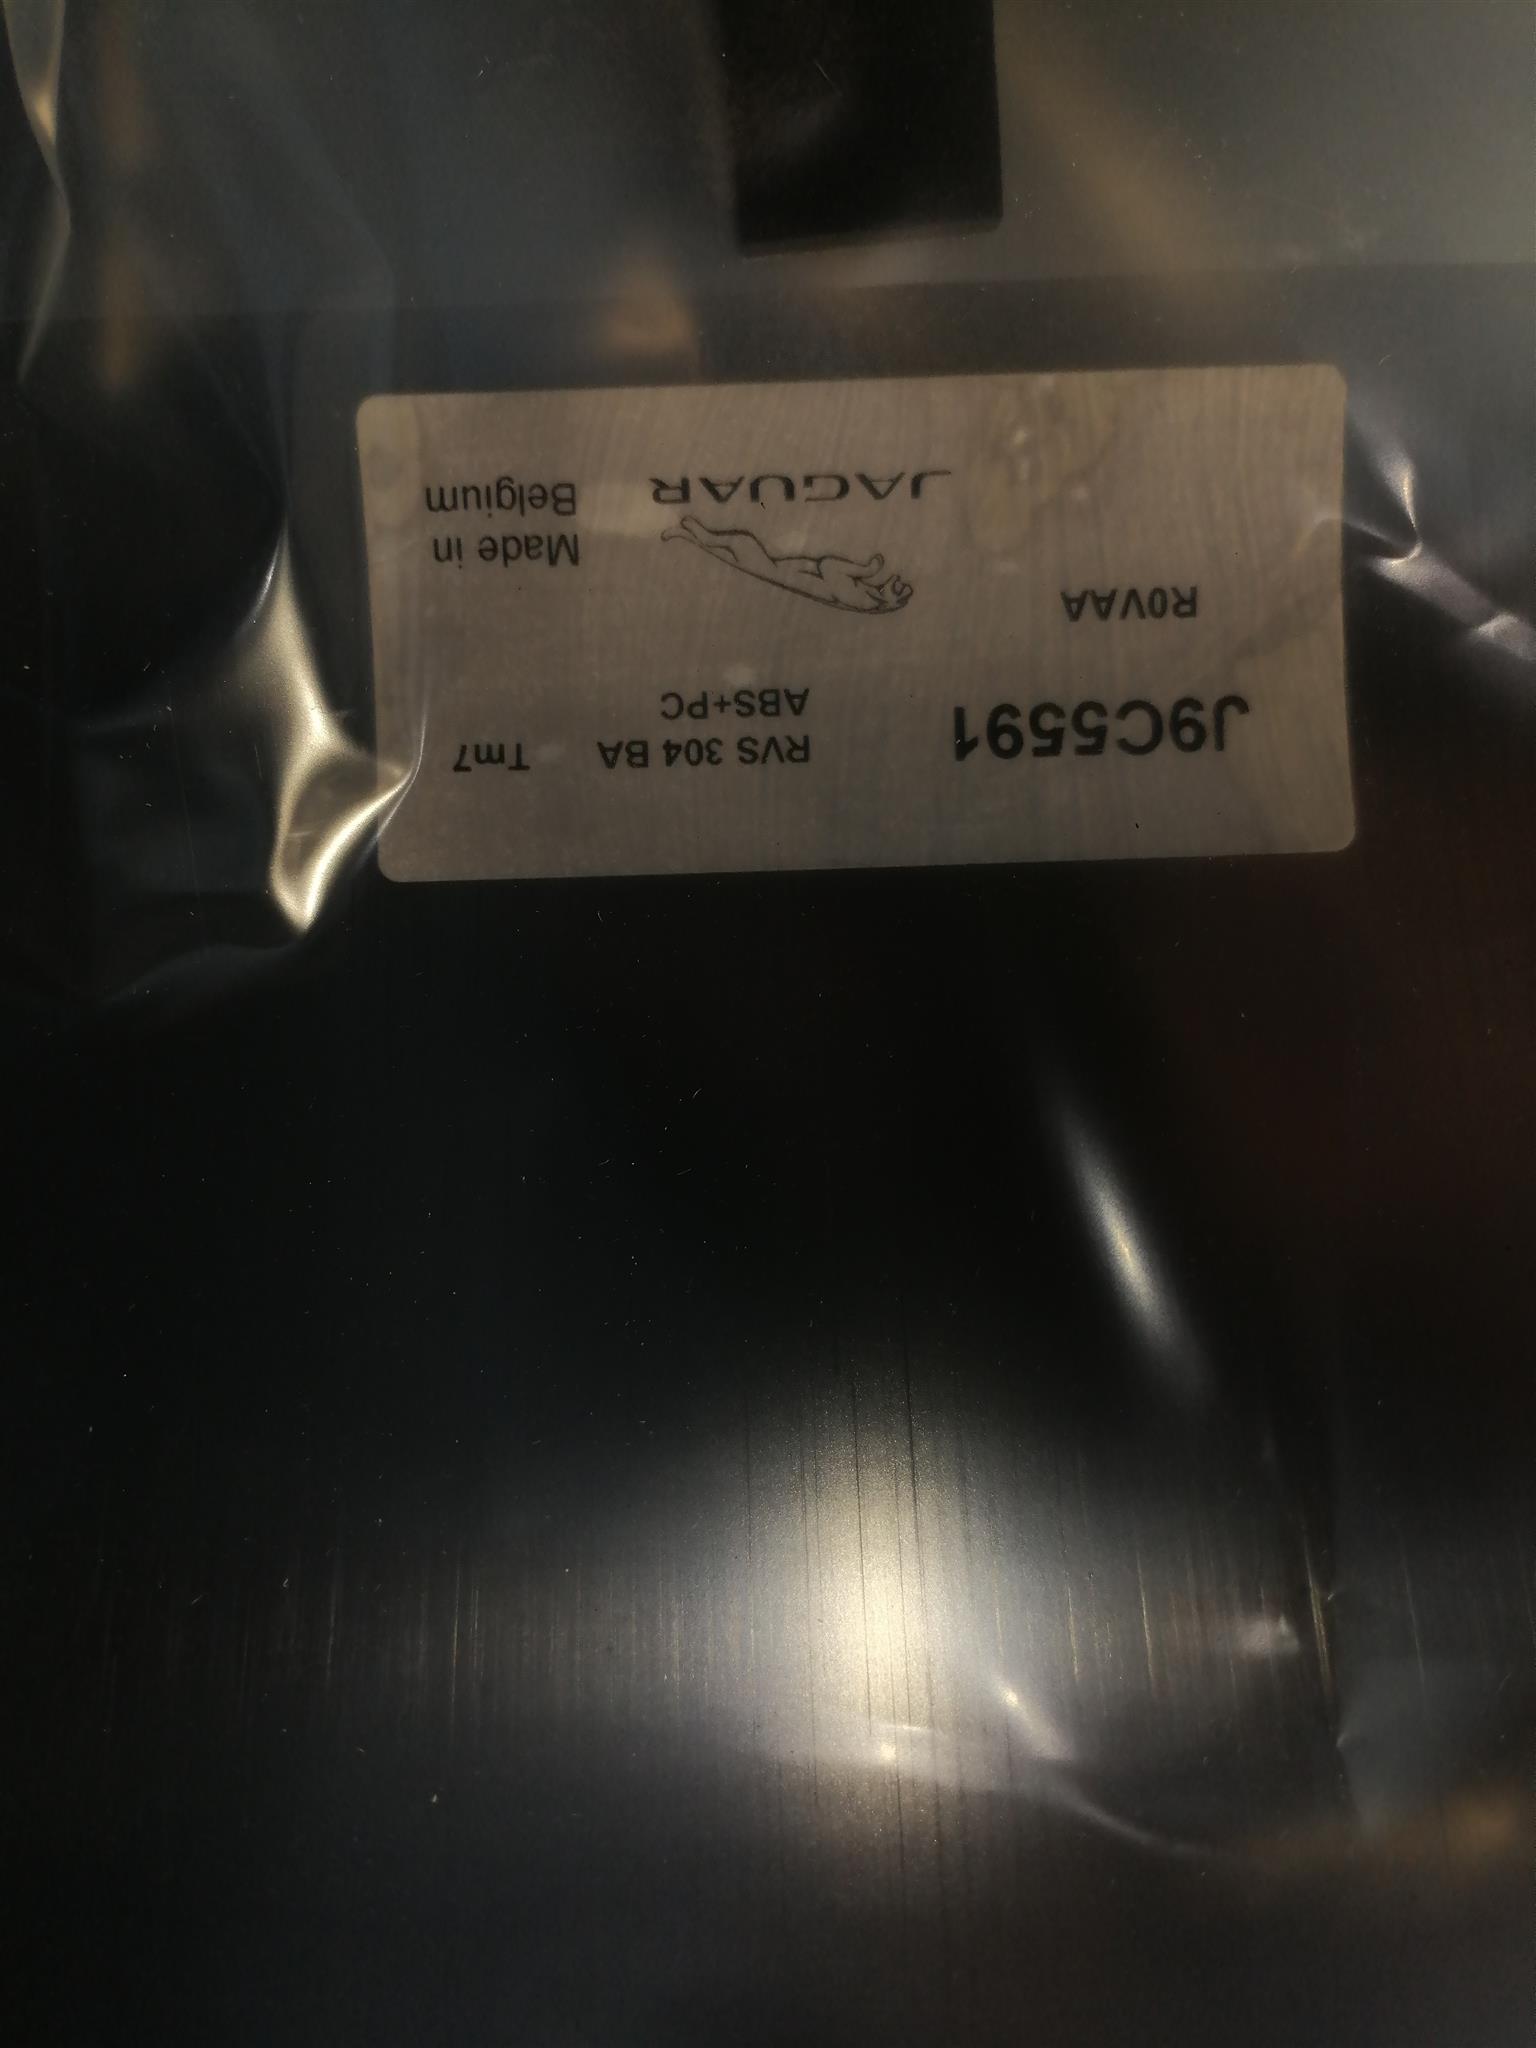 J9C5591
RVS 304 BA
ABS+PC
Tm7
R0VAA
JAGUAR
Made in
Belgium